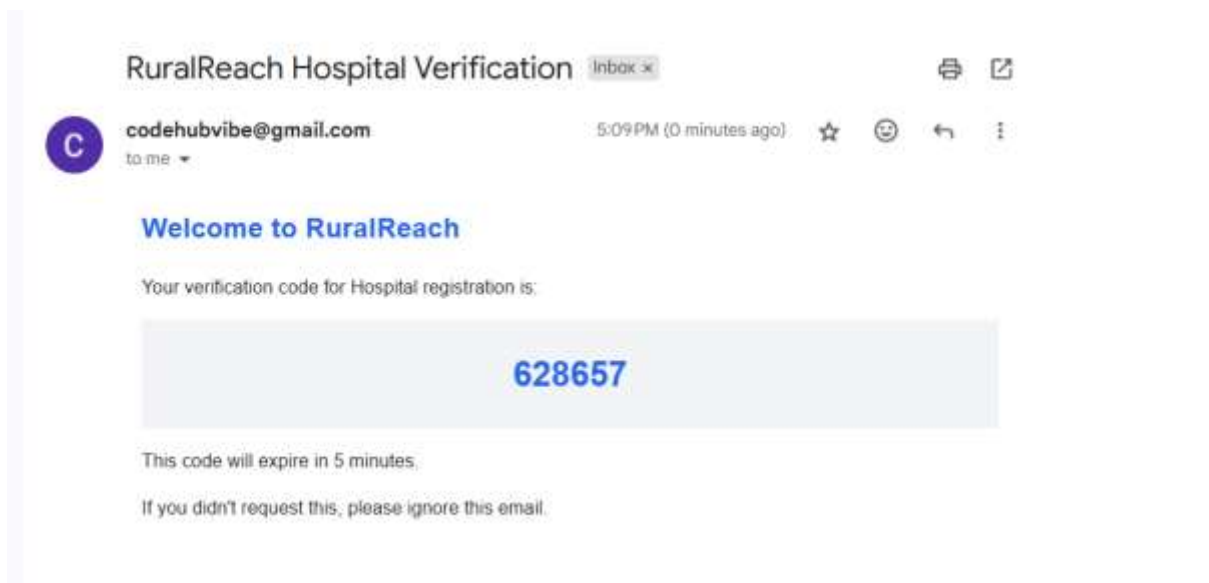 RuralReach Hospital Verification Inbox ×
C
codehubvibe@gmail.com 5:09 PM (0 minutes ago)
to me
Welcome to RuralReach
Your verification code for Hospital registration is:
628657
This code will expire in 5 minutes.
If you didn't request this, please ignore this email.